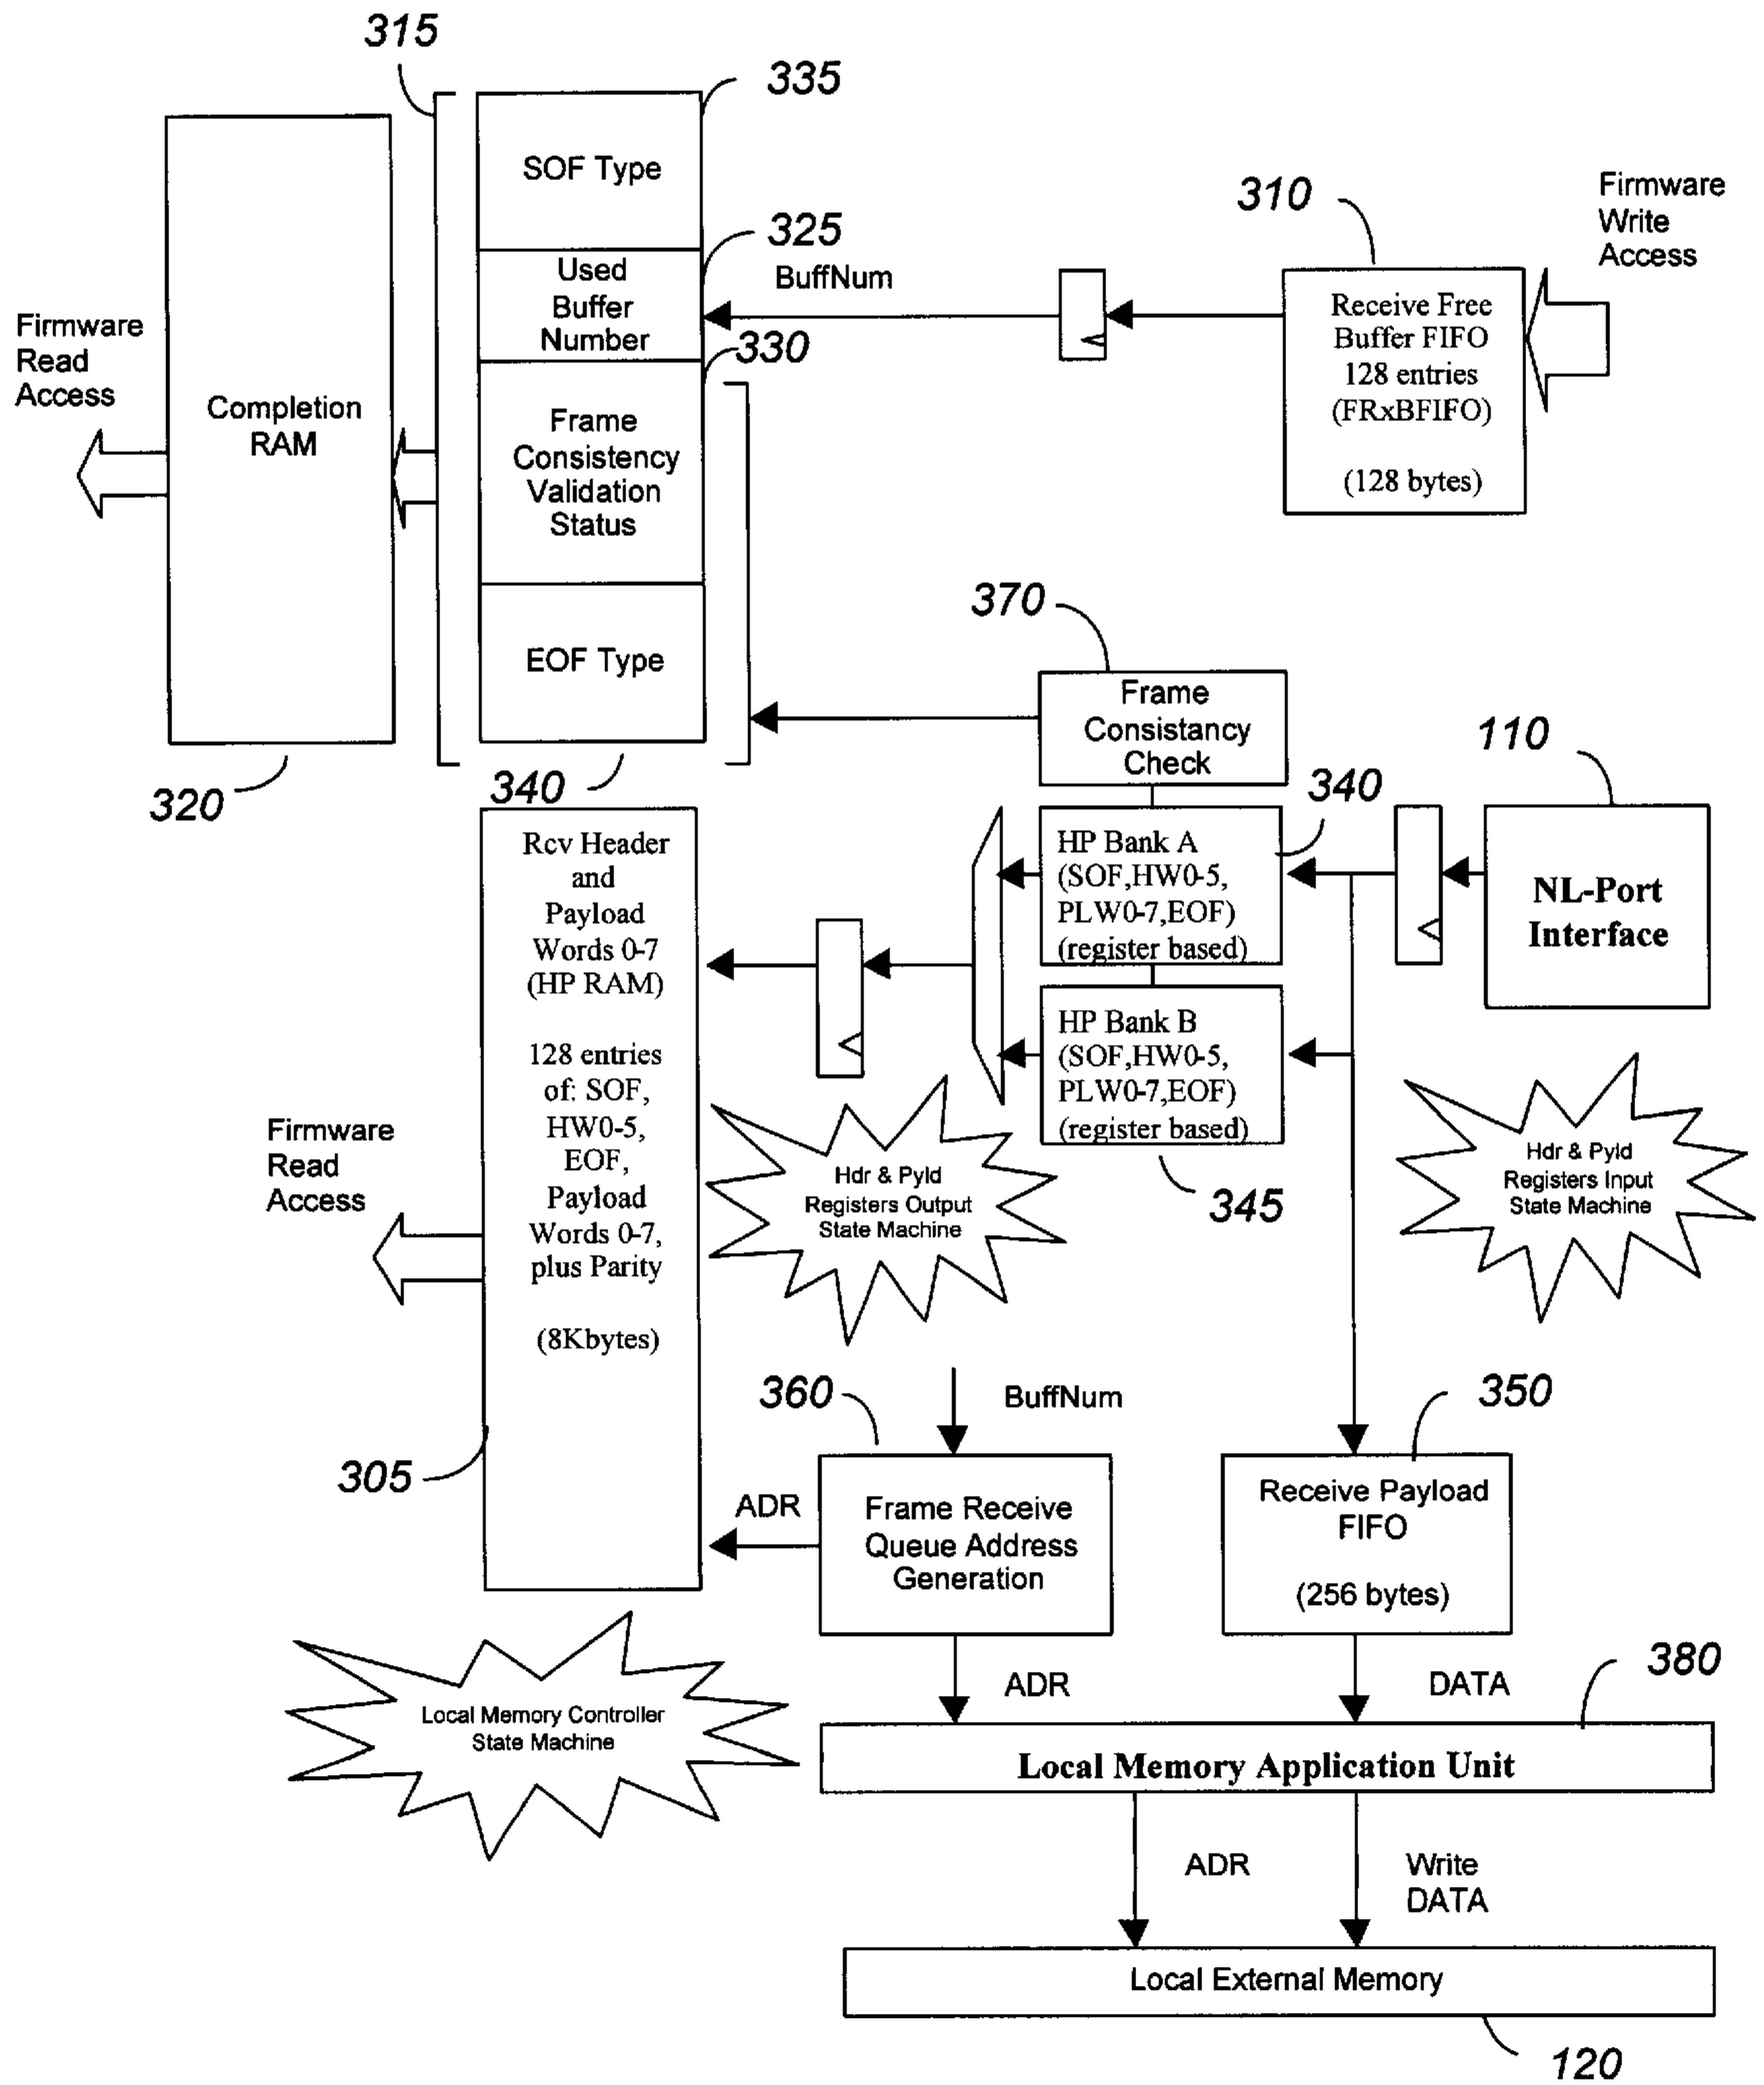 315
335
SOF Type
310
Firmware
Write
Access
325
Used
Buffer
Number
BuffNum
Receive Free
Buffer FIFO
128 entries
(FRxBFIFO)
(128 bytes)
330
Firmware
Read
Access
Completion
RAM
Frame
Consistency
Validation
Status
EOF Type
370
Frame
Consistancy
Check
110
320
340
340
Rcv Header
and
Payload
Words 0-7
(HP RAM)
128 entries
of: SOF,
HW0-5,
EOF,
Payload
Words 0-7,
plus Parity
(8Kbytes)
HP Bank A
(SOF,HW0-5,
PLW0-7,EOF)
(register based)
NL-Port
Interface
HP Bank B
(SOF,HW0-5,
PLW0-7,EOF)
(register based)
345
Firmware
Read
Access
Hdr & Pyld
Registers Output
State Machine
Hdr & Pyld
Registers Input
State Machine
360
BuffNum
350
305
ADR
Frame Receive
Queue Address
Generation
Receive Payload
FIFO
(256 bytes)
380
ADR
DATA
Local Memory Controller
State Machine
Local Memory Application Unit
ADR
Write
DATA
Local External Memory
120